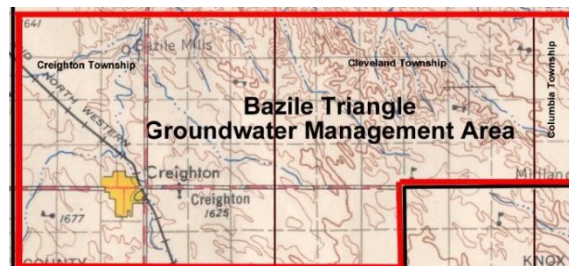 641
Bazile Mills
Creighton Township
Cleveland Township
Columbia Township
NORTH WESTERN
Bazile Triangle
Groundwater Management Area
Creighton
Creighton
1625
1677
COUNTY
KNOX